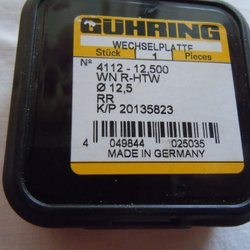 GÜHRING
WECHSELPLATTE
Stück 1 Pieces
No 4112 - 12,500
WN R-HTW
Ø 12,5
RR
K/P 20135823
4 049844 025035
MADE IN GERMANY